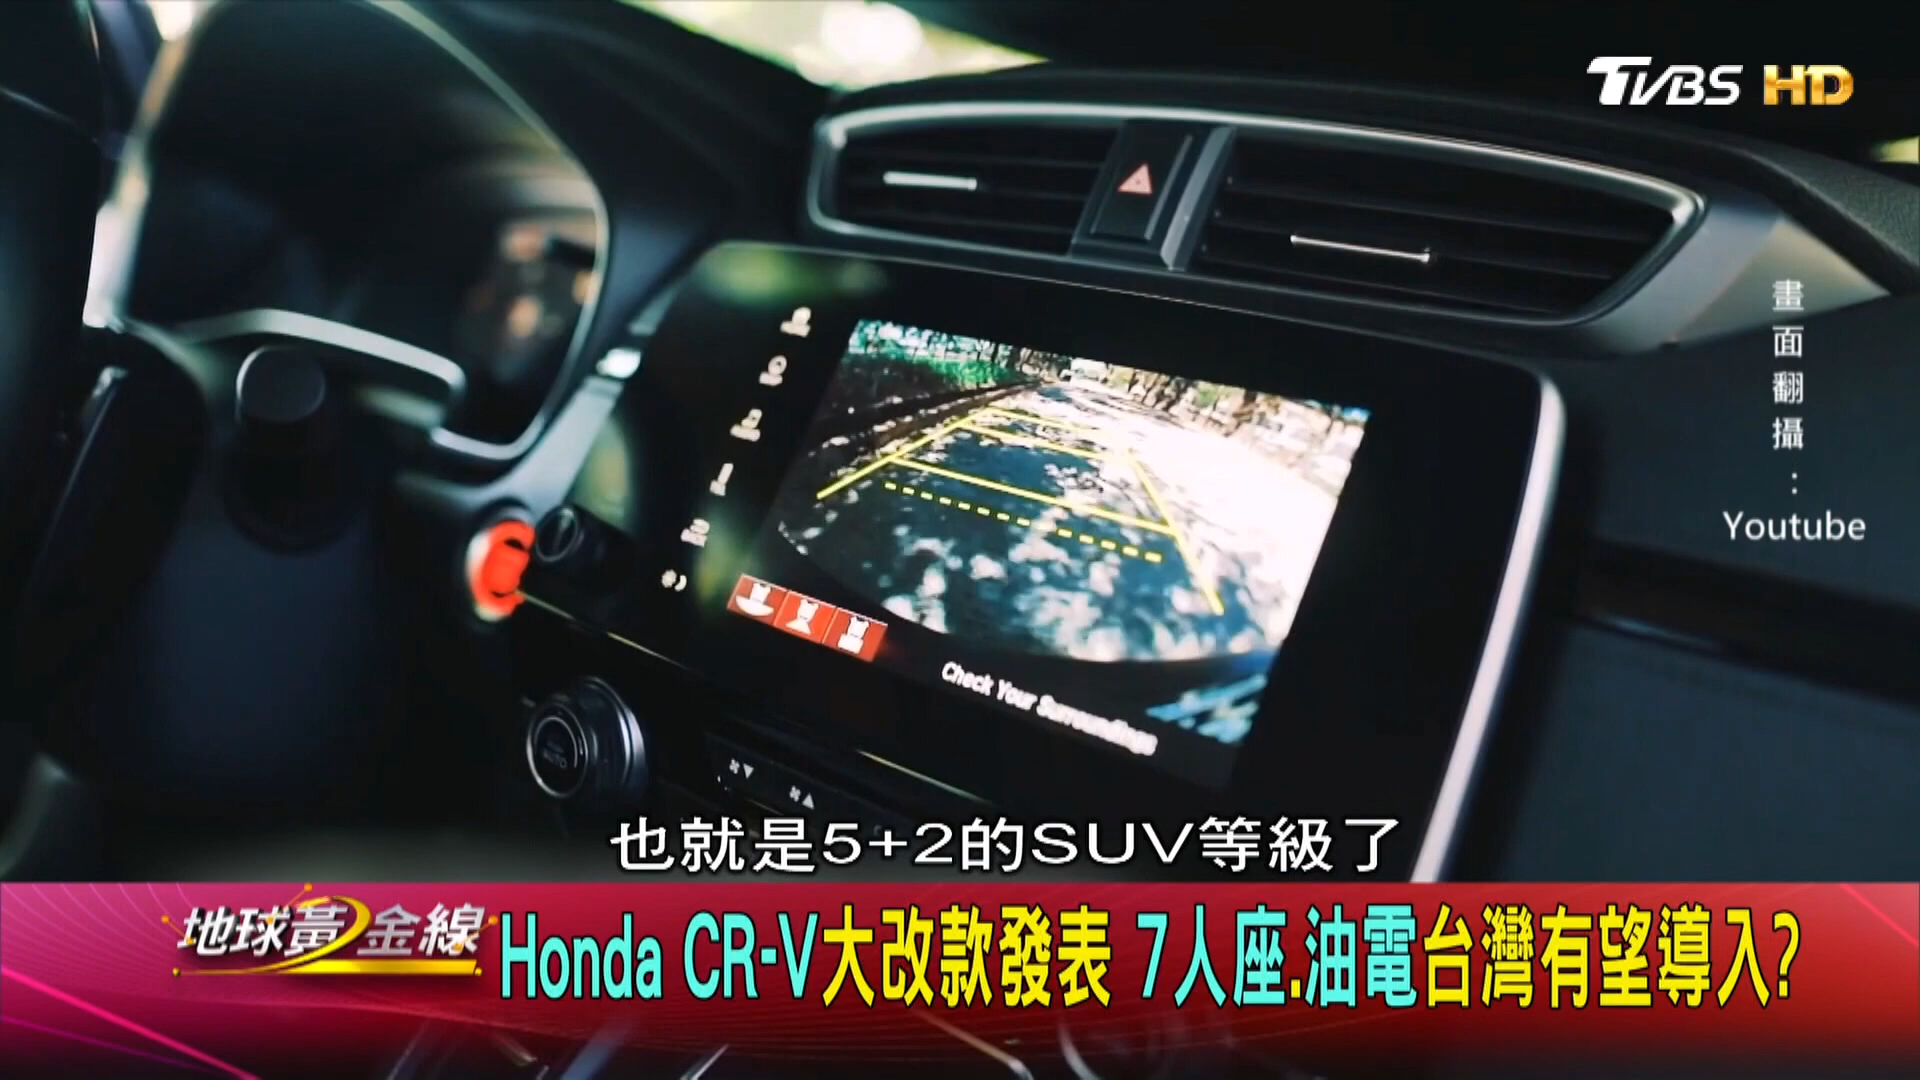 TVBS HD
畫面翻攝：
Youtube
Check Your Surroundings
AUTO
也就是5+2的SUV等級了
地球黃金線
Honda CR-V大改款發表 7人座.油電台灣有望導入?